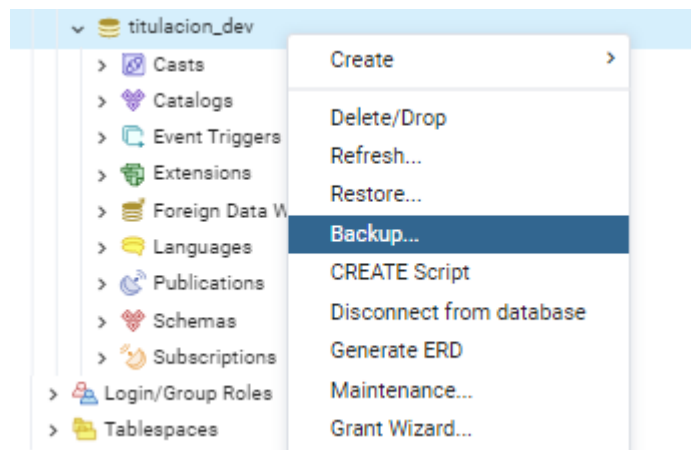 titulacion_dev
Casts
Catalogs
Event Triggers
Extensions
Foreign Data W
Languages
Publications
Schemas
Subscriptions
Login/Group Roles
Tablespaces
Create
Delete/Drop
Refresh...
Restore...
Backup...
CREATE Script
Disconnect from database
Generate ERD
Maintenance...
Grant Wizard...